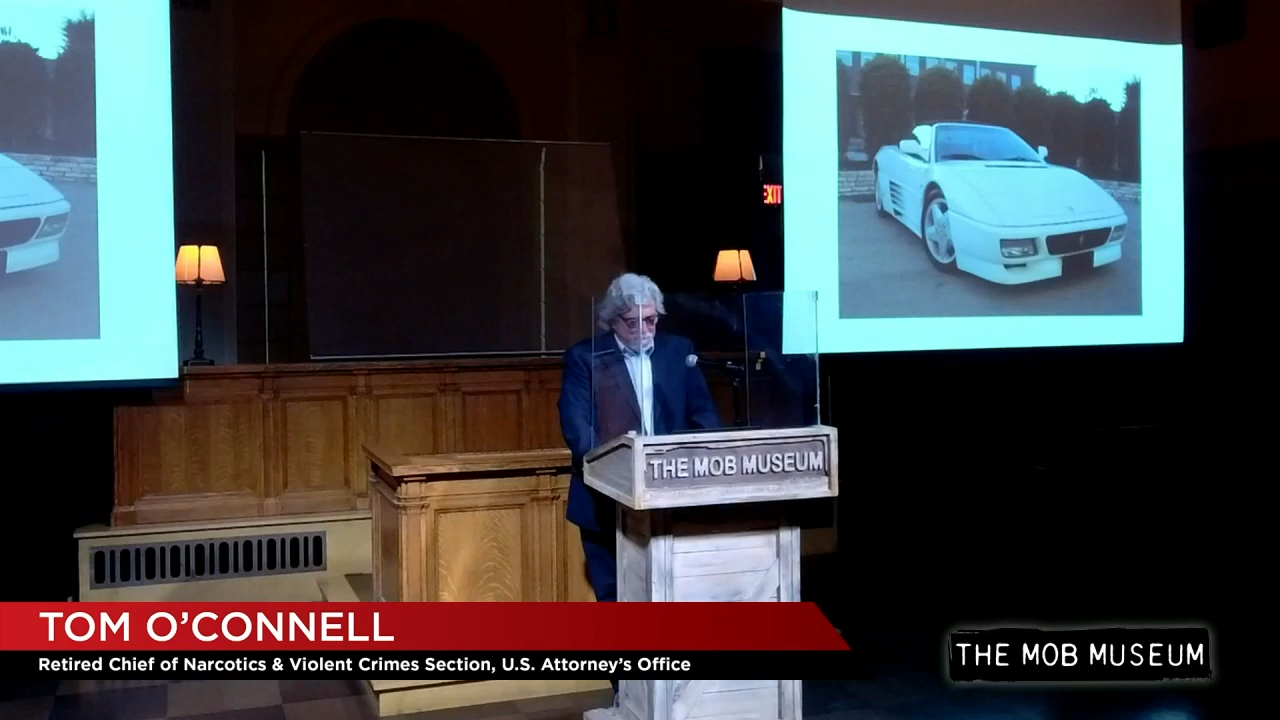 EXIT
THE MOB MUSEUM
TOM O'CONNELL
Retired Chief of Narcotics & Violent Crimes Section, U.S. Attorney's Office
THE MOB MUSEUM